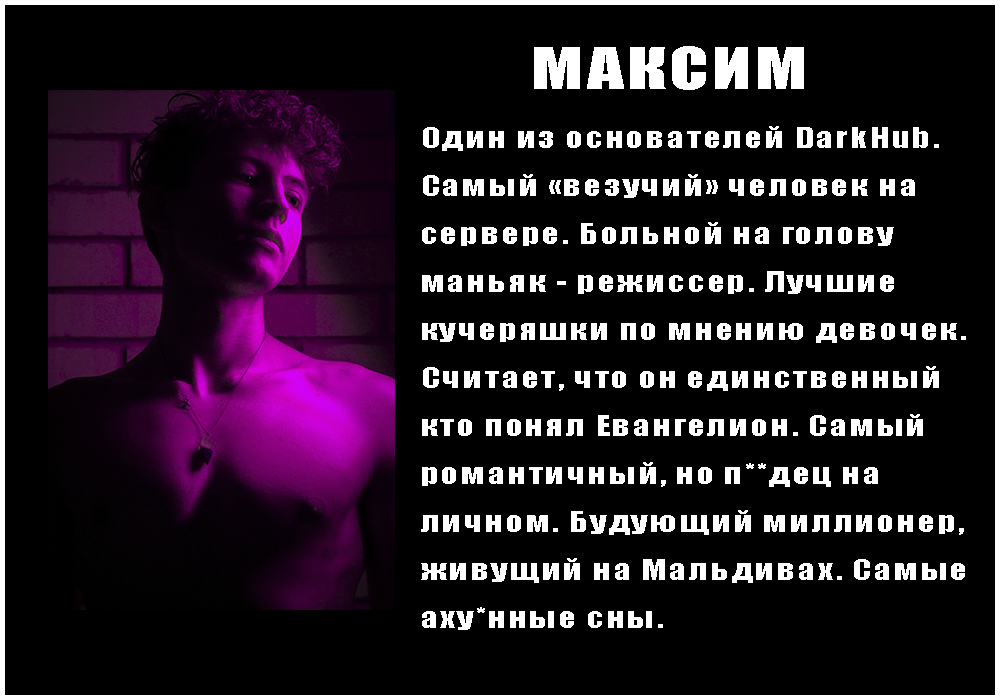 МАКСИМ
Один из основателей DarkHub.
Самый «везучий» человек на
сервере. Больной на голову
маньяк - режиссер. Лучшие
кучеряшки по мнению девочек.
Считает, что он единственный
кто понял Евангелион. Самый
романтичный, но п**дец на
личном. Будующий миллионер,
живущий на Мальдивах. Самые
аху*нные сны.